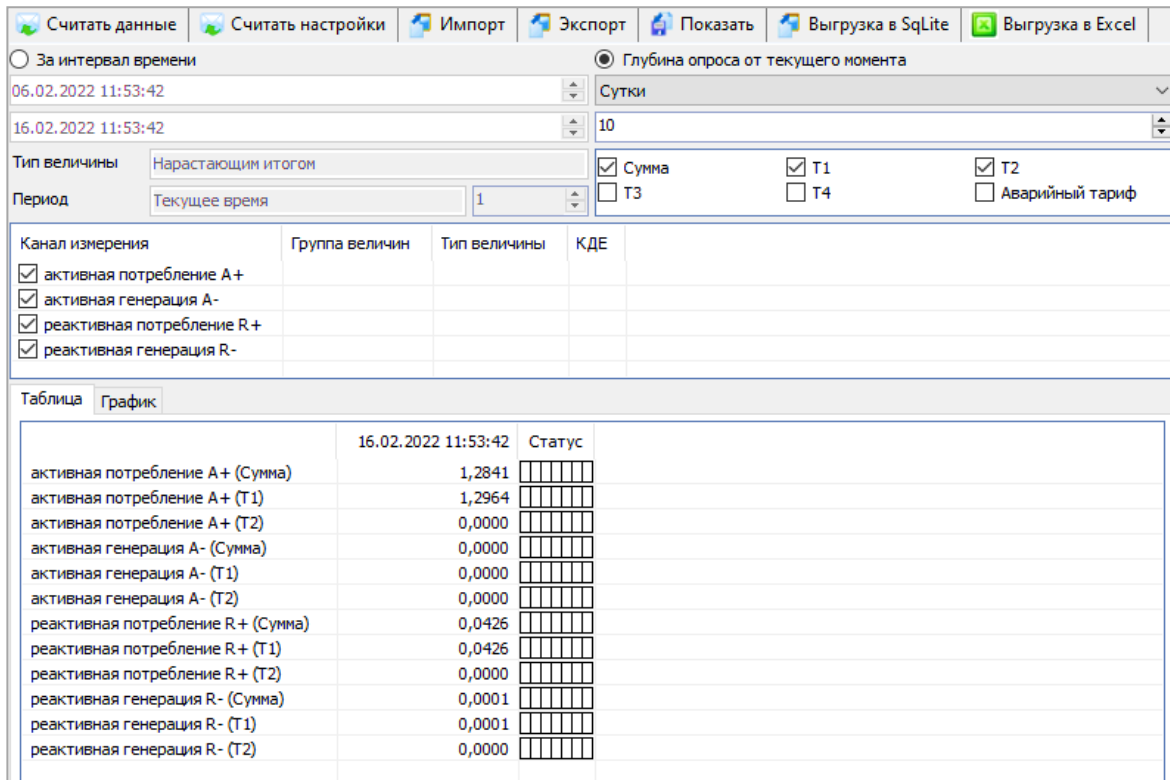 Считать данные Считать настройки Импорт Экспорт Показать Выгрузка в SqLite Выгрузка в Excel
За интервал времени Глубина опроса от текущего момента
06.02.2022 11:53:42 Сутки
16.02.2022 11:53:42 10
Тип величины Нарастающим итогом Сумма T1 T2
Период Текущее время 1 T3 T4 Аварийный тариф
Канал измерения Группа величин Тип величины КДЕ
активная потребление A+
активная генерация A-
реактивная потребление R+
реактивная генерация R-
Таблица График
16.02.2022 11:53:42 Статус
активная потребление A+ (Сумма) 1,2841
активная потребление A+ (T1) 1,2964
активная потребление A+ (T2) 0,0000
активная генерация A- (Сумма) 0,0000
активная генерация A- (T1) 0,0000
активная генерация A- (T2) 0,0000
реактивная потребление R+ (Сумма) 0,0426
реактивная потребление R+ (T1) 0,0426
реактивная потребление R+ (T2) 0,0000
реактивная генерация R- (Сумма) 0,0001
реактивная генерация R- (T1) 0,0001
реактивная генерация R- (T2) 0,0000